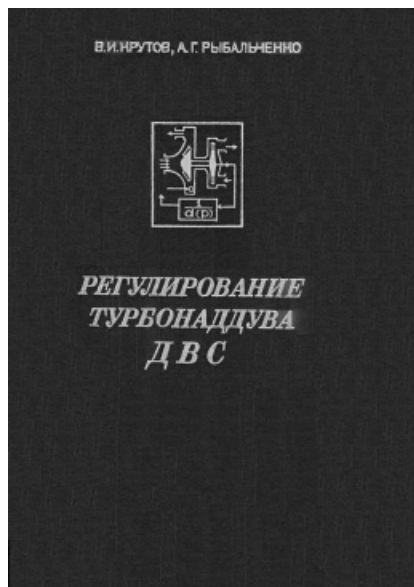 В.И.КРУТОВ, А.Г. РЫБАЛЬЧЕНКО
d(p)
РЕГУЛИРОВАНИЕ
ТУРБОНАДДУВА
ДВС